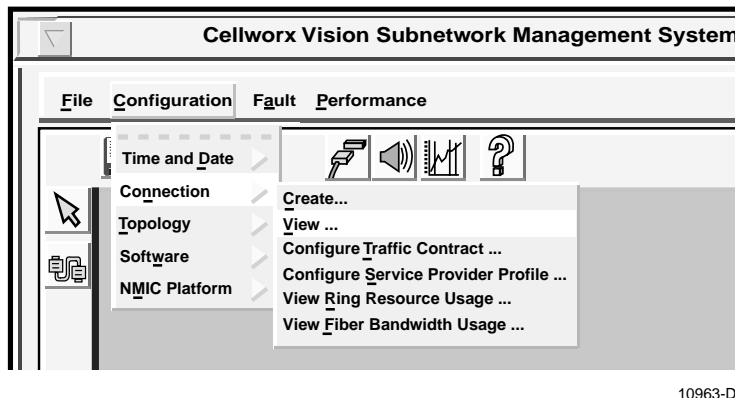 Cellworx Vision Subnetwork Management System
File Configuration Fault Performance
Time and Date
Connection
Topology
Software
NMIC Platform
Create...
View ...
Configure Traffic Contract ...
Configure Service Provider Profile ...
View Ring Resource Usage ...
View Fiber Bandwidth Usage ...
10963-D